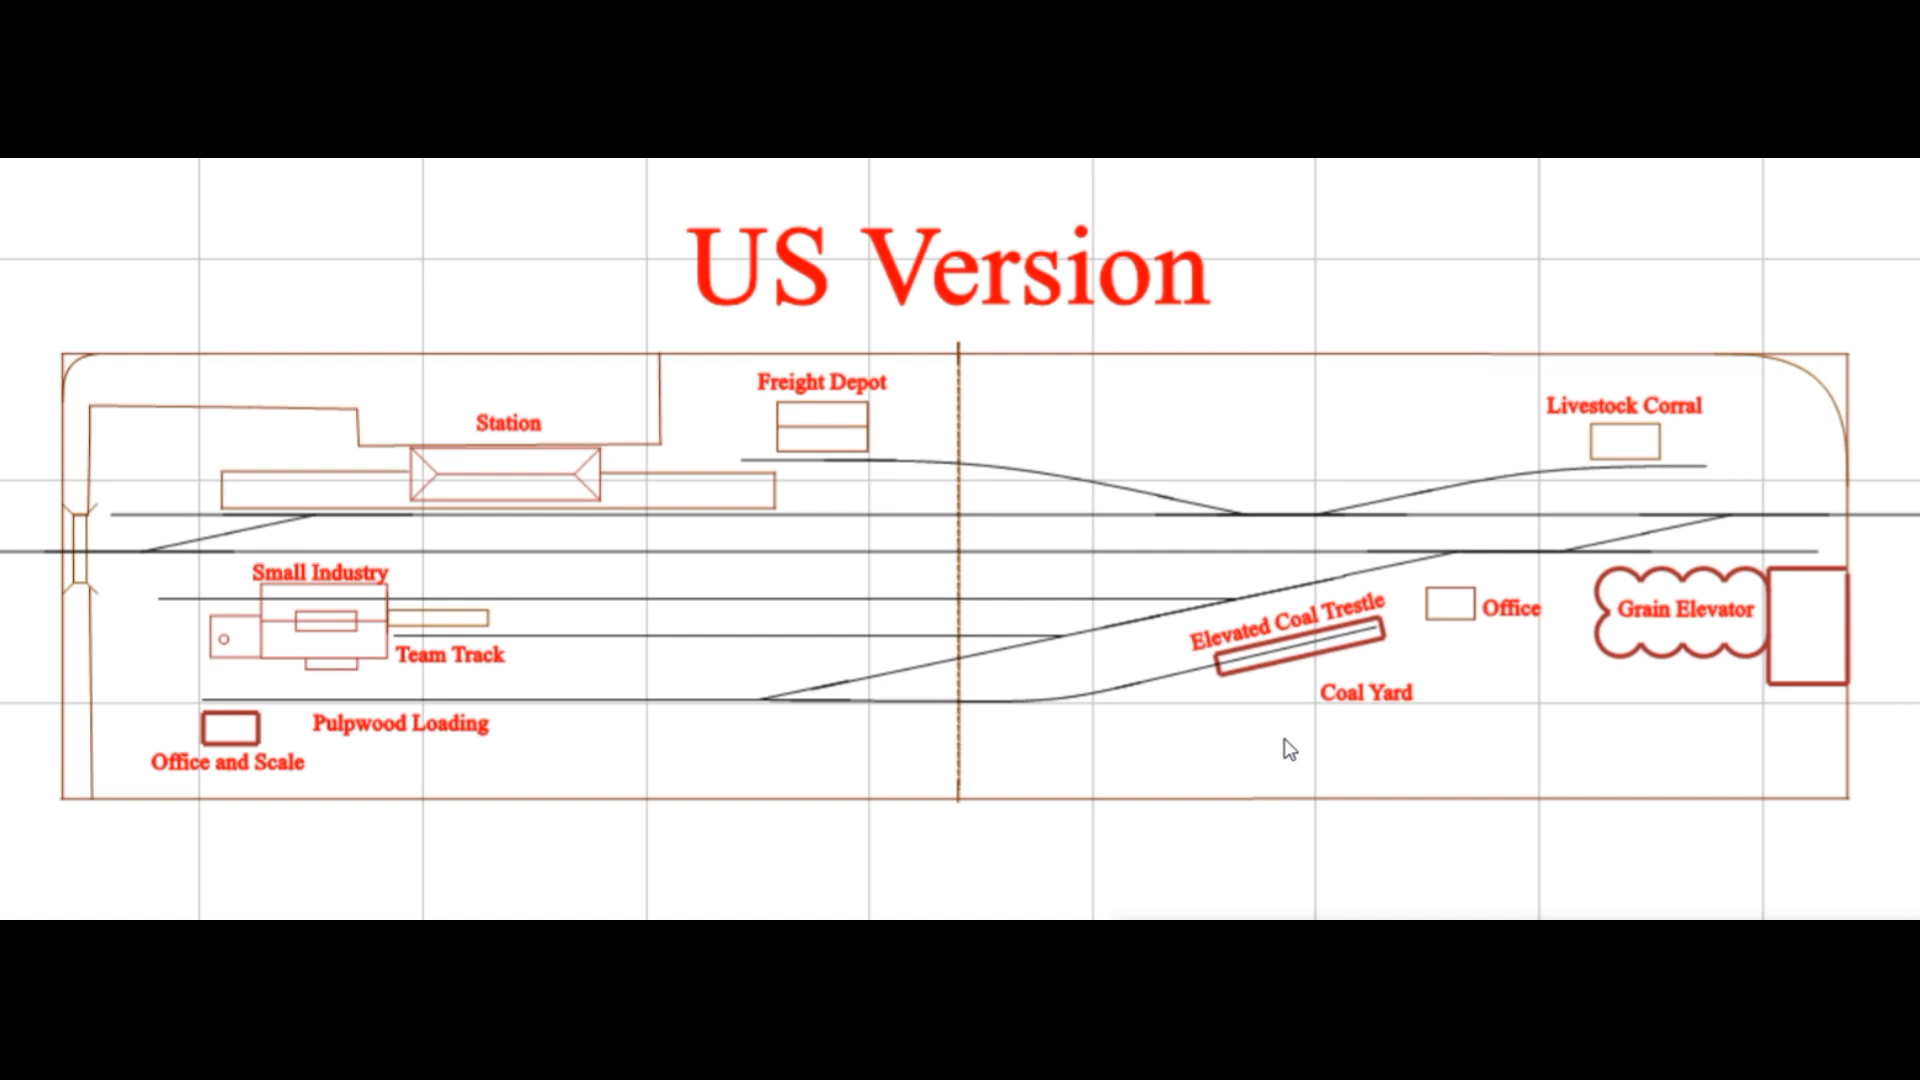 US Version
Freight Depot
Livestock Corral
Station
Small Industry
Elevated Coal Trestle
Office
Grain Elevator
Team Track
Coal Yard
Pulpwood Loading
Office and Scale